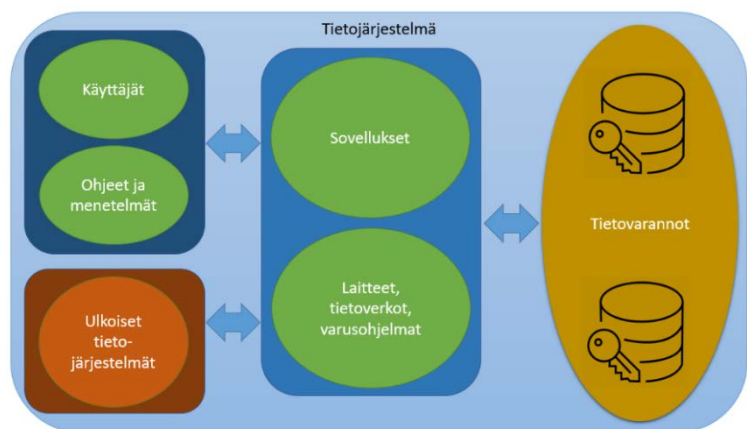 Tietojärjestelmä
Käyttäjät
Ohjeet ja
menetelmät
Ulkoiset
tieto-
järjestelmät
Sovellukset
Laitteet,
tietoverkot,
varusohjelmat
Tietovarannot